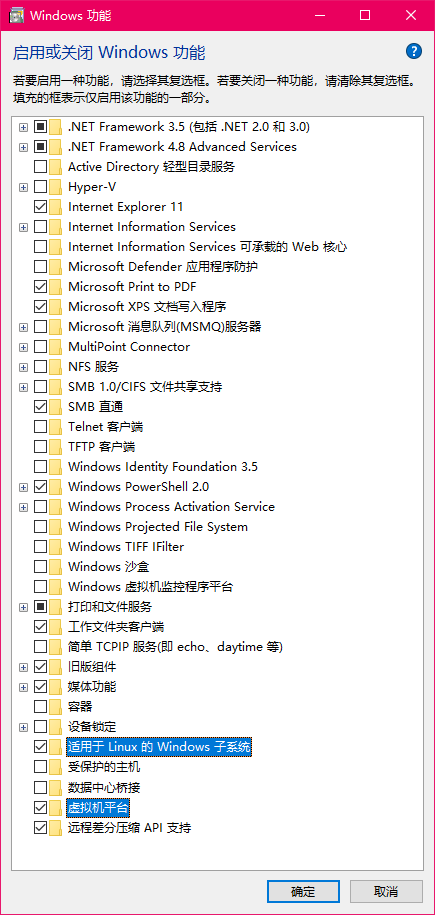 Windows 功能
启用或关闭 Windows 功能
若要启用一种功能，请选择其复选框。若要关闭一种功能，请清除其复选框。
填充的框表示仅启用该功能的一部分。
.NET Framework 3.5 (包括 .NET 2.0 和 3.0)
.NET Framework 4.8 Advanced Services
Active Directory 轻型目录服务
Hyper-V
Internet Explorer 11
Internet Information Services
Internet Information Services 可承载的 Web 核心
Microsoft Defender 应用程序防护
Microsoft Print to PDF
Microsoft XPS 文档写入程序
Microsoft 消息队列(MSMQ)服务器
MultiPoint Connector
NFS 服务
SMB 1.0/CIFS 文件共享支持
SMB 直通
Telnet 客户端
TFTP 客户端
Windows Identity Foundation 3.5
Windows PowerShell 2.0
Windows Process Activation Service
Windows Projected File System
Windows TIFF IFilter
Windows 沙盒
Windows 虚拟机监控程序平台
打印和文件服务
工作文件夹客户端
简单 TCPIP 服务(即 echo、daytime 等)
旧版组件
媒体功能
容器
设备锁定
适用于 Linux 的 Windows 子系统
受保护的主机
数据中心桥接
虚拟机平台
远程差分压缩 API 支持
确定 取消